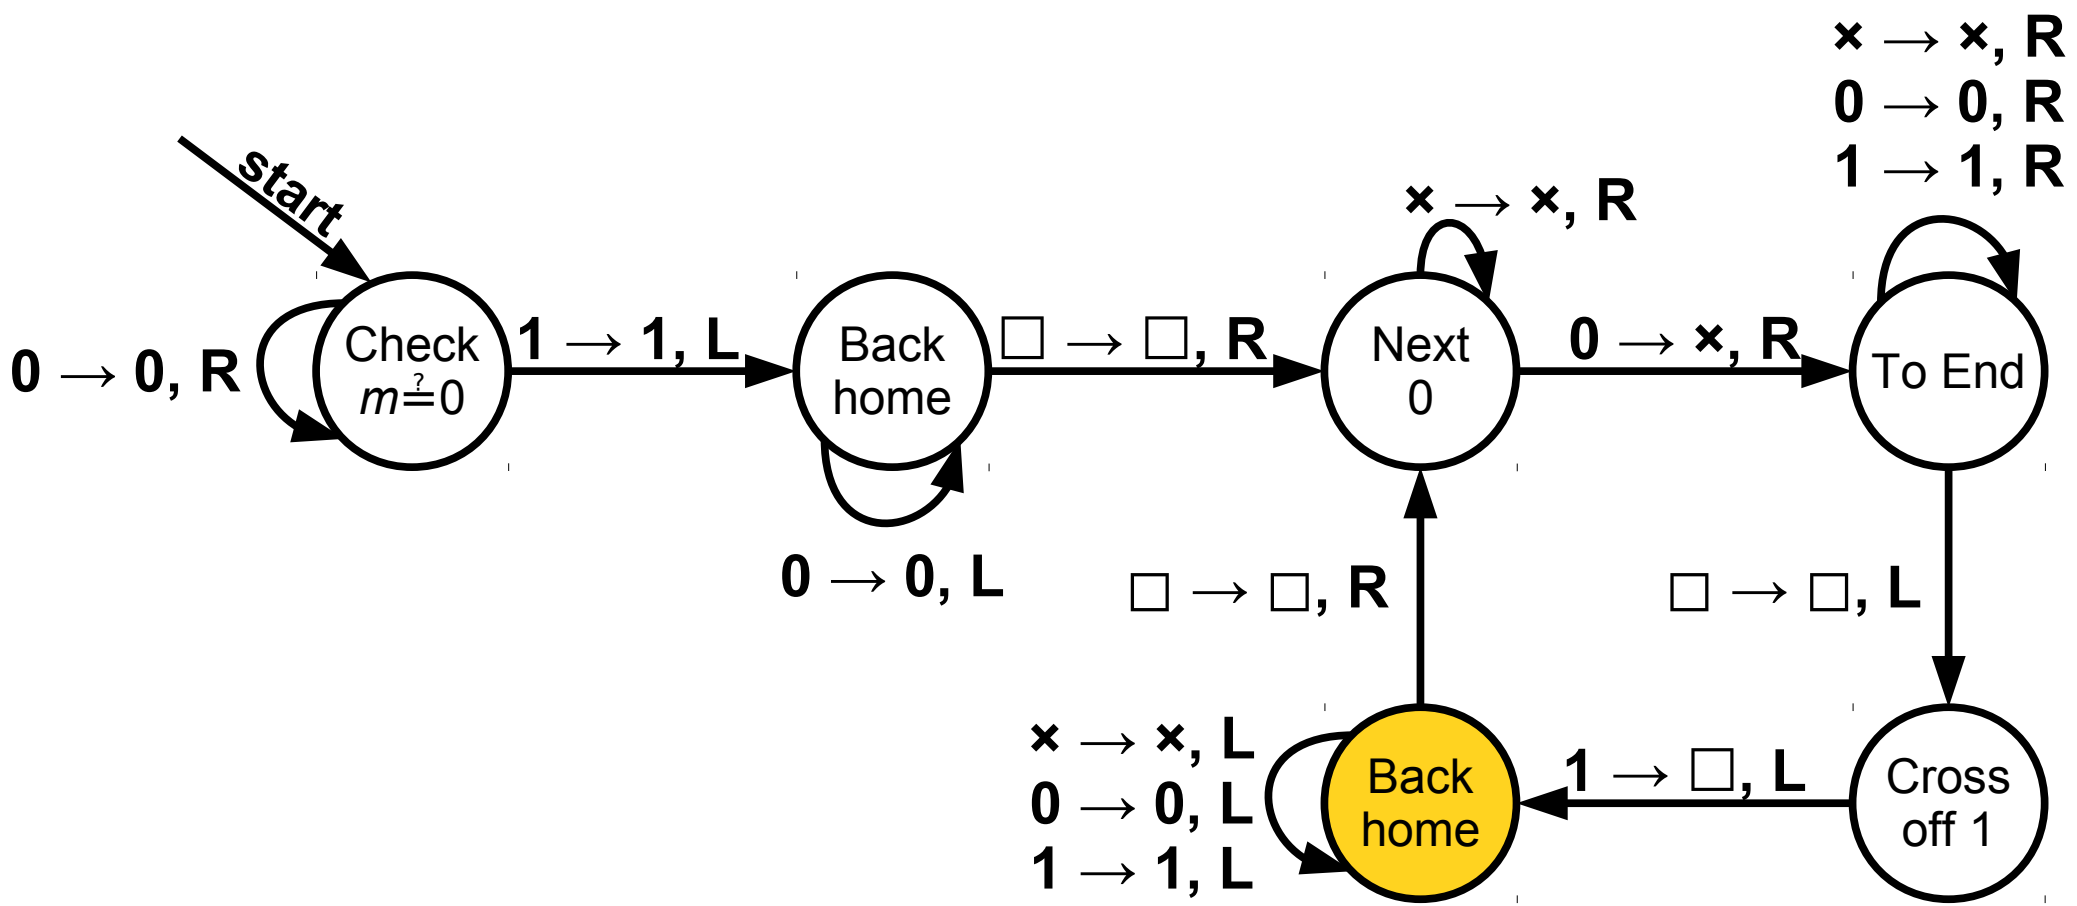 × → ×, R
0 → 0, R
1 → 1, R
start
× → ×, R
0 → 0, R
Check
m≟0
1 → 1, L
Back
home
□ → □, R
Next
0
0 → ×, R
To End
0 → 0, L
□ → □, R
□ → □, L
× → ×, L
0 → 0, L
1 → 1, L
Back
home
1 → □, L
Cross
off 1